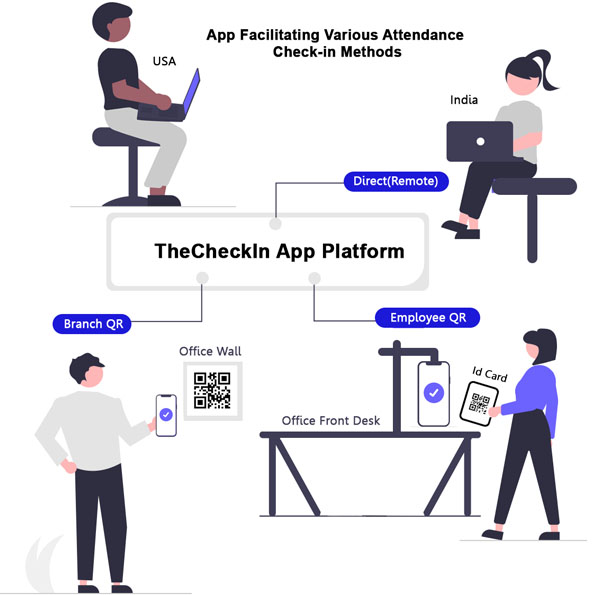 App Facilitating Various Attendance
Check-in Methods
USA
India
Direct(Remote)
TheCheckIn App Platform
Branch QR
Employee QR
Office Wall
Id Card
Office Front Desk